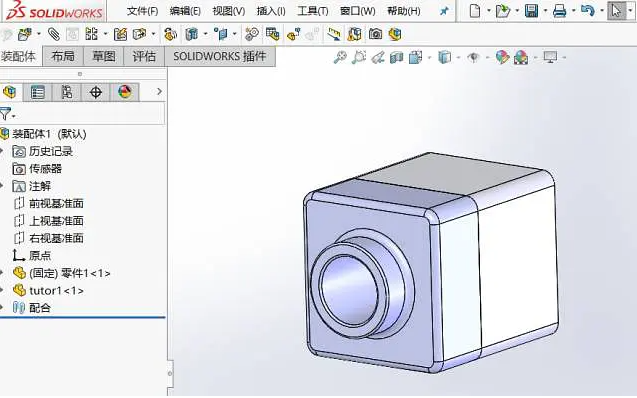 SOLIDWORKS 文件(F) 编辑(E) 视图(V) 插入(I) 工具(T) 窗口(W) 帮助(H)
装配体 布局 草图 评估 SOLIDWORKS 插件
装配体1 (默认)
历史记录
传感器
注解
前视基准面
上视基准面
右视基准面
原点
(固定) 零件1<1>
tutor1<1>
配合